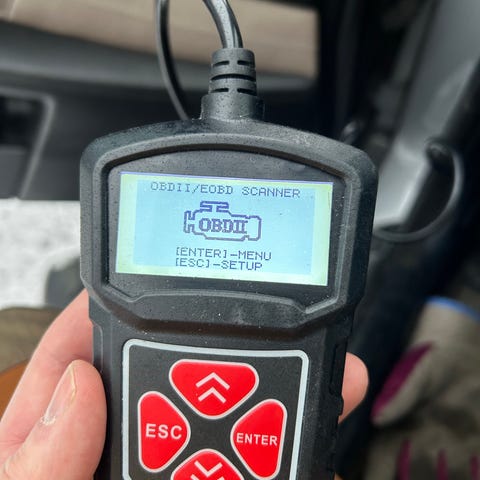 OBDII/EOBD SCANNER
OBDII
[ENTER]-MENU
[ESC]-SETUP
ESC
ENTER